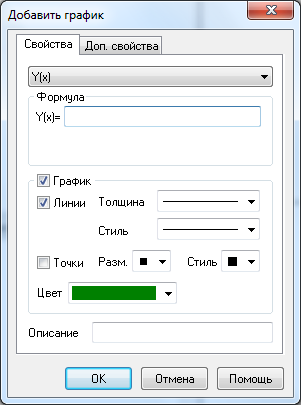 Добавить график
Свойства Доп. свойства
Y(x)
Формула
Y(x)=
График
Линии Толщина
Стиль
Точки Разм. Стиль
Цвет
Описание
OK Отмена Помощь